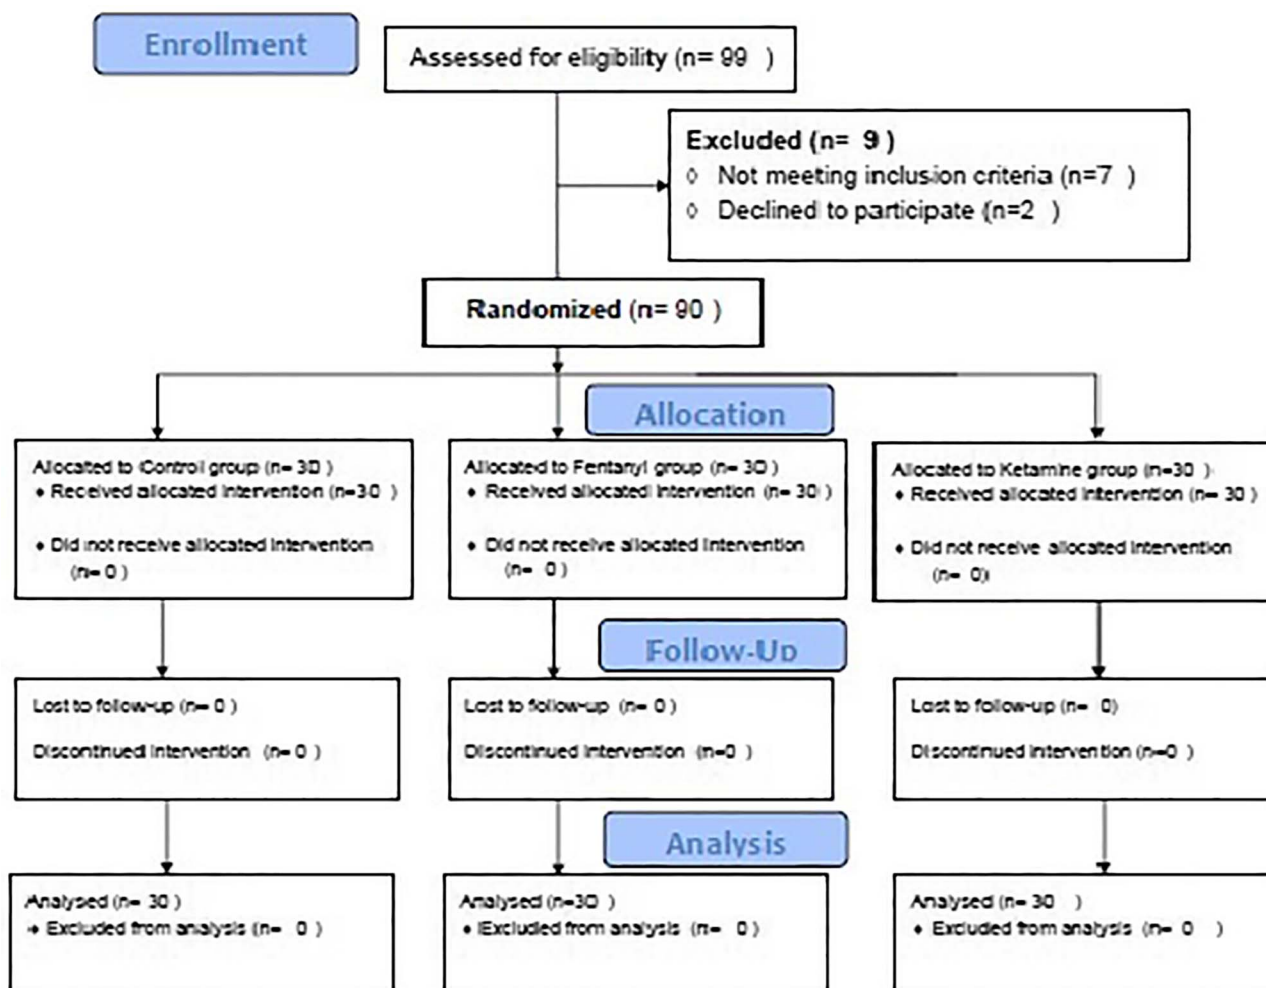 Enrollment
Assessed for eligibility (n= 99 )
Excluded (n= 9 )
◊ Not meeting inclusion criteria (n=7 )
◊ Declined to participate (n=2 )
Randomized (n= 90 )
Allocation
Allocated to Control group (n= 30 )
♦ Received allocated intervention (n=30 )
♦ Did not receive allocated intervention
(n= 0 )
Allocated to Fentanyl group (n= 30 )
♦ Received allocated intervention (n= 30 )
♦ Did not receive allocated intervention
(n= 0 )
Allocated to Ketamine group (n=30 )
♦ Received allocated intervention (n= 30 )
♦ Did not receive allocated intervention
(n= 0)
Follow-Up
Lost to follow-up (n= 0 )
Discontinued intervention (n= 0 )
Lost to follow-up (n= 0 )
Discontinued intervention (n=0 )
Lost to follow-up (n= 0)
Discontinued intervention (n=0 )
Analysis
Analysed (n= 30 )
♦ Excluded from analysis (n= 0 )
Analysed (n=30 )
♦ Excluded from analysis (n= 0 )
Analysed (n= 30 )
♦ Excluded from analysis (n= 0 )